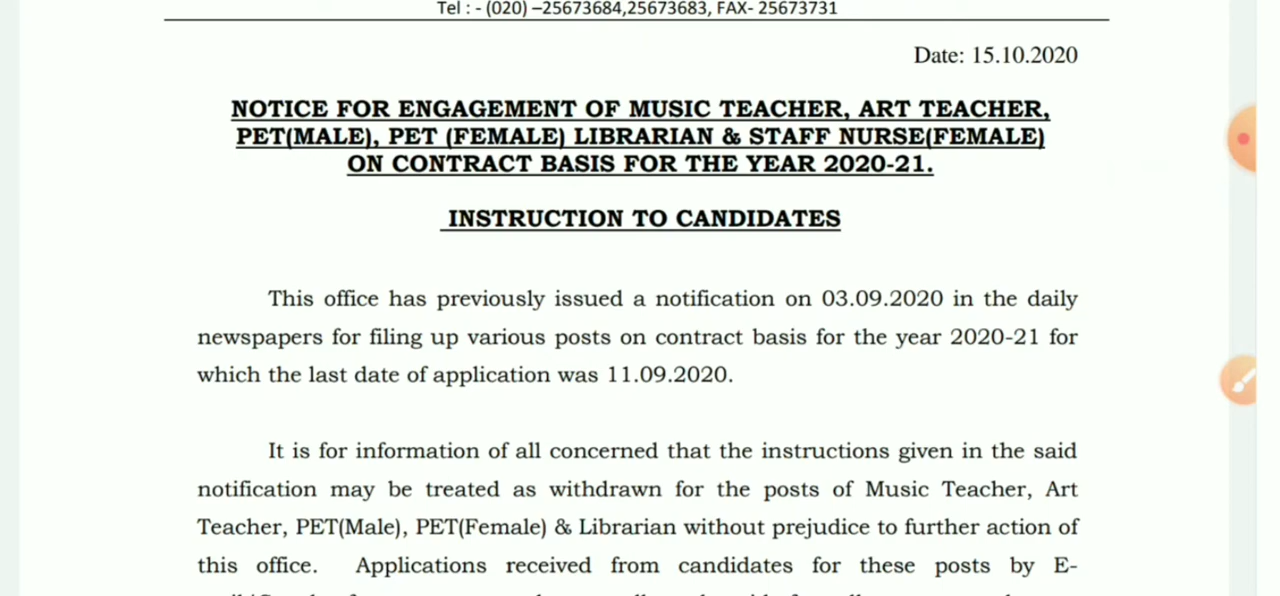 Tel : - (020) –25673684,25673683, FAX- 25673731
Date: 15.10.2020
NOTICE FOR ENGAGEMENT OF MUSIC TEACHER, ART TEACHER,
PET(MALE), PET (FEMALE) LIBRARIAN & STAFF NURSE(FEMALE)
ON CONTRACT BASIS FOR THE YEAR 2020-21.
INSTRUCTION TO CANDIDATES
This office has previously issued a notification on 03.09.2020 in the daily
newspapers for filing up various posts on contract basis for the year 2020-21 for
which the last date of application was 11.09.2020.
It is for information of all concerned that the instructions given in the said
notification may be treated as withdrawn for the posts of Music Teacher, Art
Teacher, PET(Male), PET(Female) & Librarian without prejudice to further action of
this office. Applications received from candidates for these posts by E-